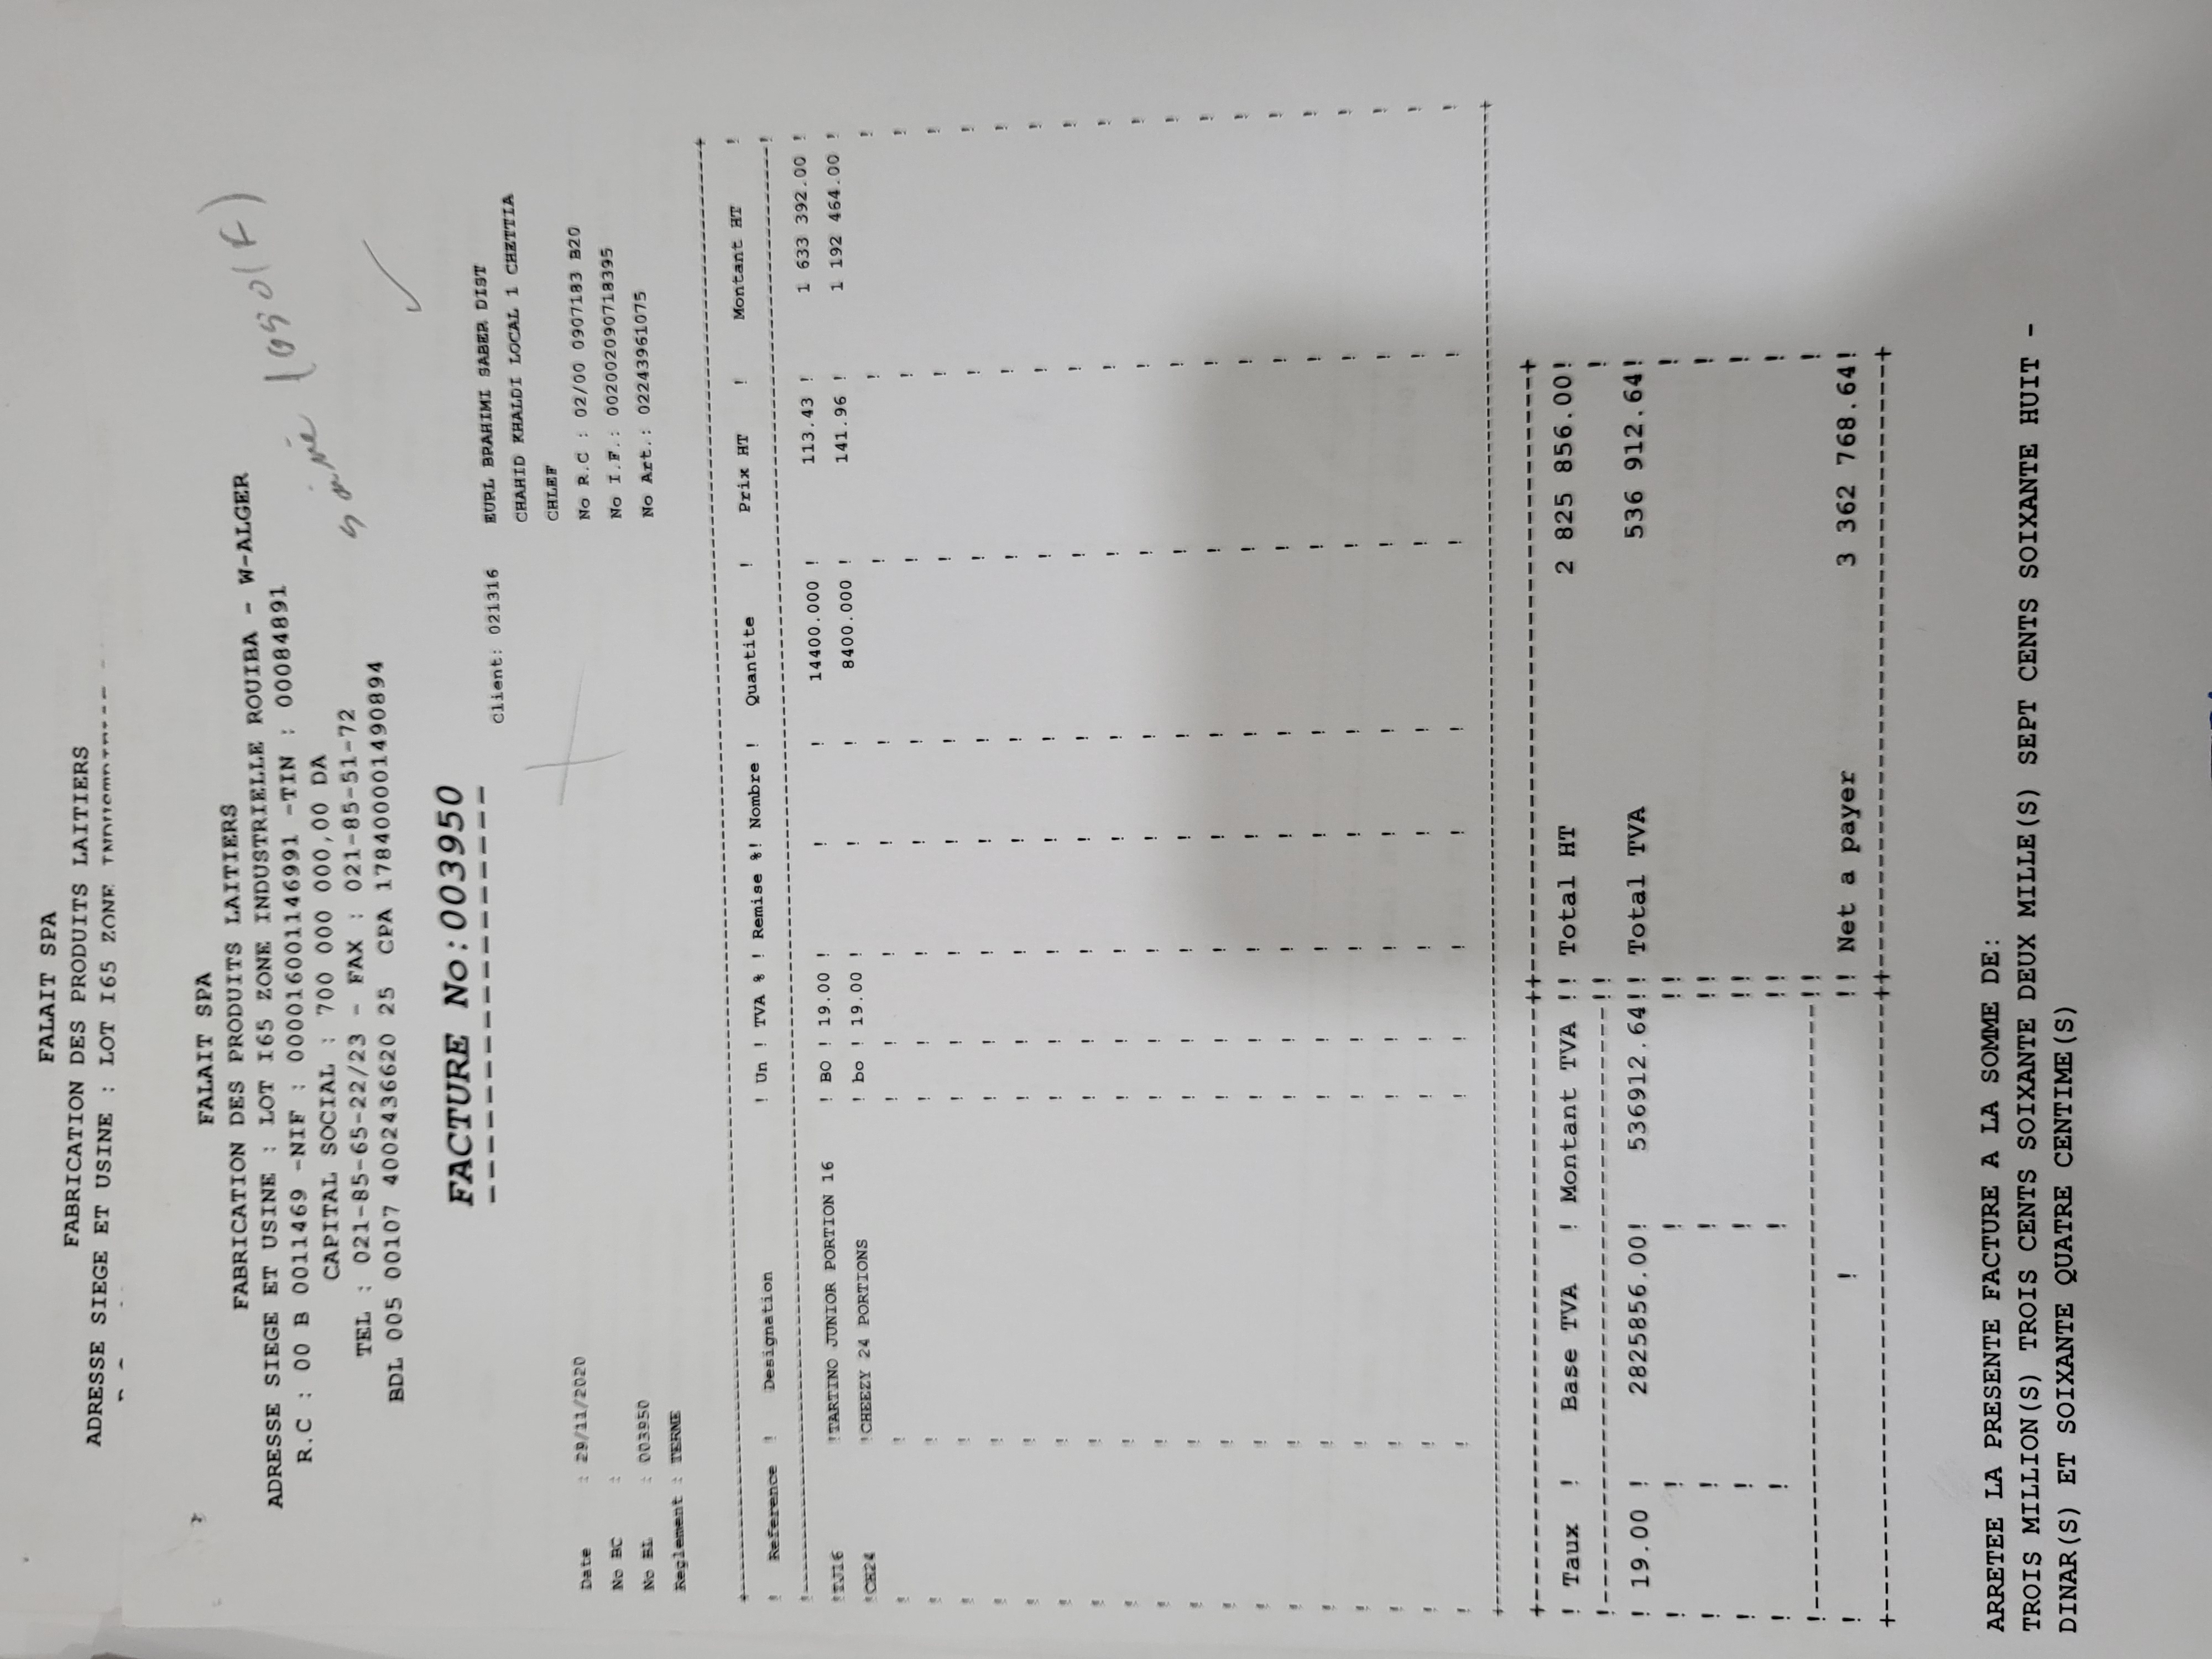 FALAIT SPA
FABRICATION DES PRODUITS LAITIERS
ADRESSE SIEGE ET USINE : LOT I65 ZONE
FALAIT SPA
FABRICATION DES PRODUITS LAITIERS
ADRESSE SIEGE ET USINE : LOT I65 ZONE INDUSTRIELLE ROUIBA - W-ALGER
R.C : 00 B 0011469 -NIF : 000016001146991 -TIN : 00084891
CAPITAL SOCIAL : 700 000 000,00 DA
TEL : 021-85-65-22/23 - FAX : 021-85-51-72
BDL 005 00107 4002436620 25 CPA 178400001490894
FACTURE No:003950
Client: 021316 EURL BRAHIMI SABER DIST
CHAHID KHALDI LOCAL 1 CHETTIA
CHLEF
No R.C : 02/00 0907183 B20
No I.F.: 002002090718395
No Art.: 02243961075
Date : 29/11/2020
No BC :
No BL : 003950
Reglement : TERME
! Reference ! Designation ! Un ! TVA % ! Remise %! Nombre ! Quantite ! Prix HT ! Montant HT !
!TJ16 !TARTINO JUNIOR PORTION 16 ! BO ! 19.00 ! ! ! 14400.000 ! 113.43 ! 1 633 392.00 !
!CH24 !CHEEZY 24 PORTIONS ! bo ! 19.00 ! ! ! 8400.000 ! 141.96 ! 1 192 464.00 !
! Taux ! Base TVA ! Montant TVA !! Total HT 2 825 856.00!
! 19.00 ! 2825856.00! 536912.64!! Total TVA 536 912.64!
! ! !! Net a payer 3 362 768.64!
ARRETEE LA PRESENTE FACTURE A LA SOMME DE:
TROIS MILLION(S) TROIS CENTS SOIXANTE DEUX MILLE(S) SEPT CENTS SOIXANTE HUIT -
DINAR(S) ET SOIXANTE QUATRE CENTIME(S)